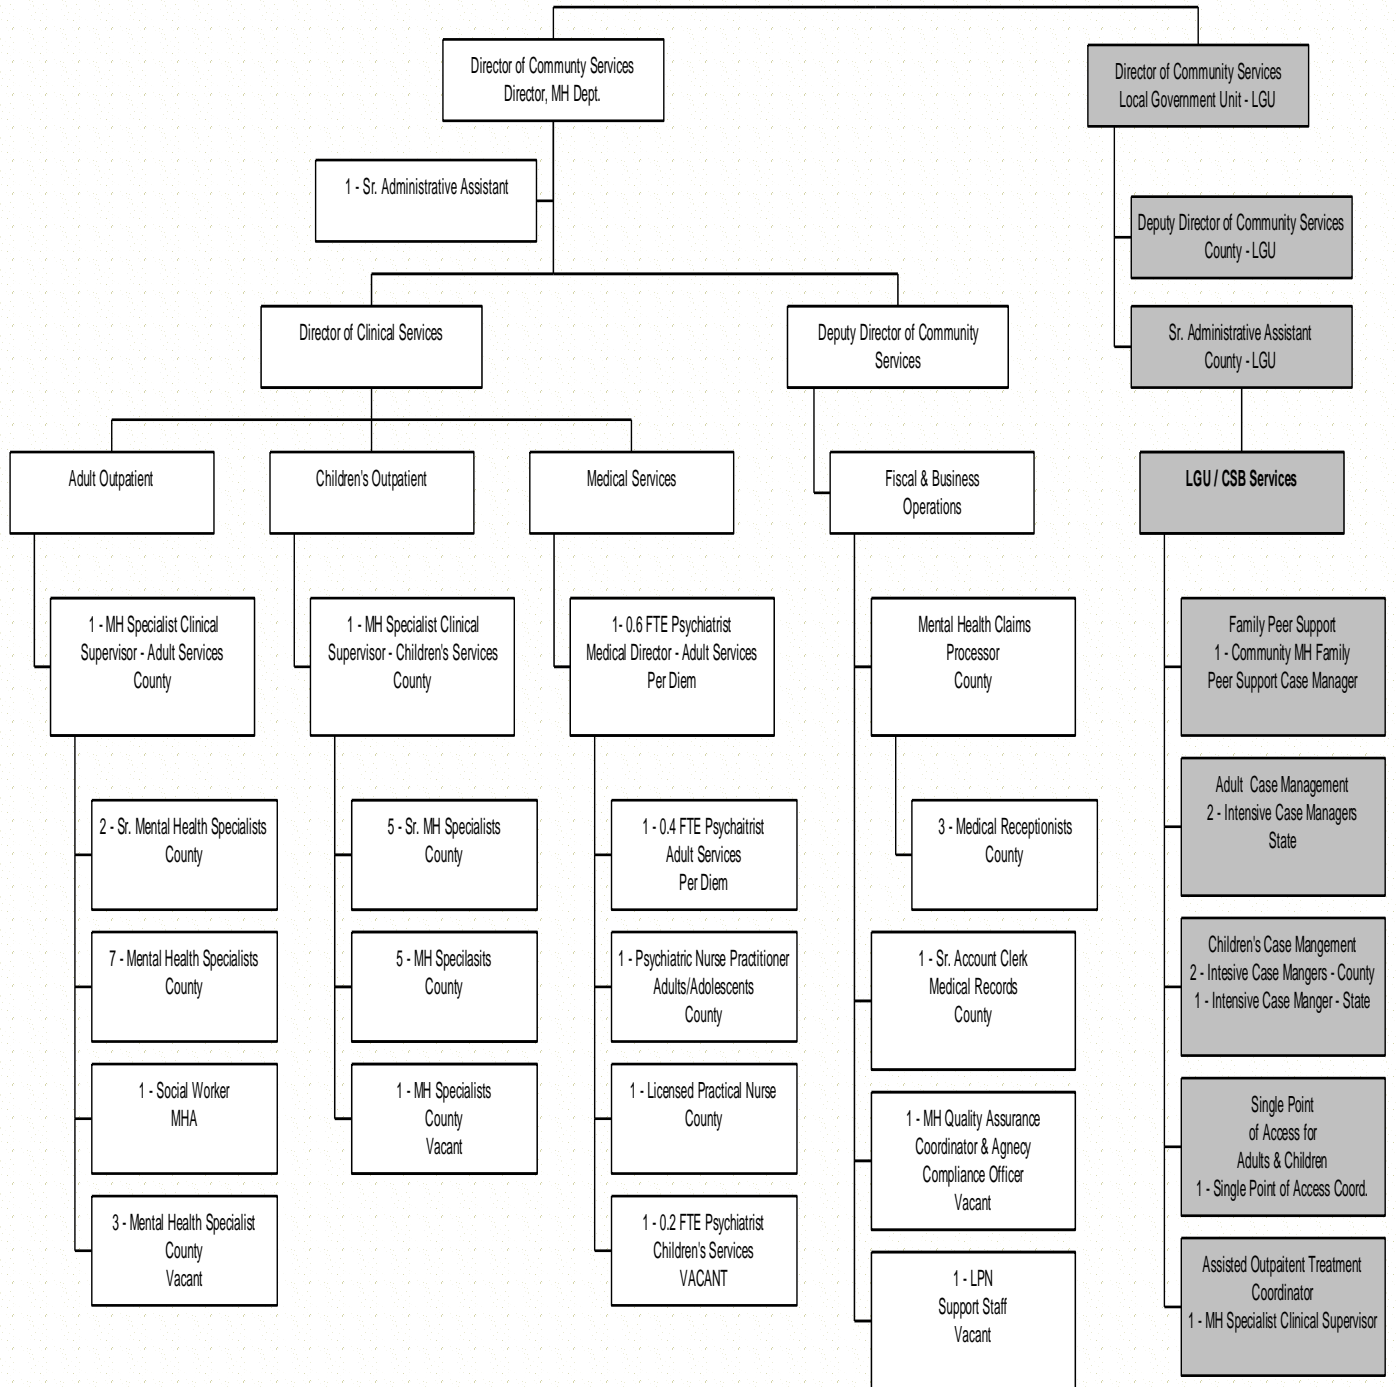 Director of Communty Services
Director, MH Dept.
Director of Community Services
Local Government Unit - LGU
1 - Sr. Administrative Assistant
Deputy Director of Community Services
County - LGU
Director of Clinical Services
Deputy Director of Community
Services
Sr. Administrative Assistant
County - LGU
Adult Outpatient
Children's Outpatient
Medical Services
Fiscal & Business
Operations
LGU / CSB Services
1 - MH Specialist Clinical
Supervisor - Adult Services
County
1 - MH Specialist Clinical
Supervisor - Children's Services
County
1- 0.6 FTE Psychiatrist
Medical Director - Adult Services
Per Diem
Mental Health Claims
Processor
County
Family Peer Support
1 - Community MH Family
Peer Support Case Manager
2 - Sr. Mental Health Specialists
County
5 - Sr. MH Specialists
County
1 - 0.4 FTE Psychaitrist
Adult Services
Per Diem
3 - Medical Receptionists
County
Adult Case Management
2 - Intensive Case Managers
State
7 - Mental Health Specialists
County
5 - MH Specilasits
County
1 - Psychiatric Nurse Practitioner
Adults/Adolescents
County
1 - Sr. Account Clerk
Medical Records
County
Children's Case Mangement
2 - Intesive Case Mangers - County
1 - Intensive Case Manger - State
1 - Social Worker
MHA
1 - MH Specialists
County
Vacant
1 - Licensed Practical Nurse
County
1 - MH Quality Assurance
Coordinator & Agnecy
Compliance Officer
Vacant
Single Point
of Access for
Adults & Children
1 - Single Point of Access Coord.
3 - Mental Health Specialist
County
Vacant
1 - 0.2 FTE Psychiatrist
Children's Services
VACANT
1 - LPN
Support Staff
Vacant
Assisted Outpaitent Treatment
Coordinator
1 - MH Specialist Clinical Supervisor